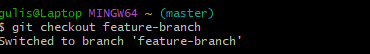 gulis@Laptop MINGW64 ~ (master)
$ git checkout feature-branch
Switched to branch 'feature-branch'